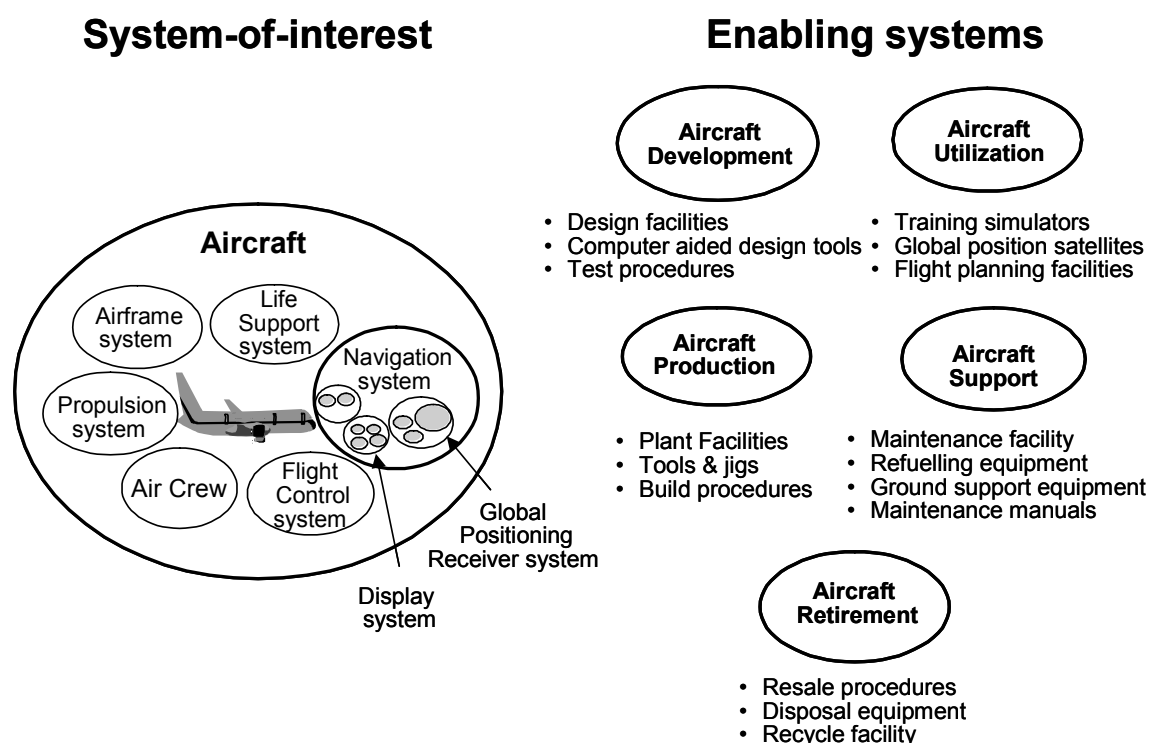 System-of-interest
Aircraft
Airframe
system
Life
Support
system
Navigation
system
Propulsion
system
Air Crew
Flight
Control
system
Global
Positioning
Receiver system
Display
system
Enabling systems
Aircraft
Development
• Design facilities
• Computer aided design tools
• Test procedures
Aircraft
Utilization
• Training simulators
• Global position satellites
• Flight planning facilities
Aircraft
Production
• Plant Facilities
• Tools & jigs
• Build procedures
Aircraft
Support
• Maintenance facility
• Refuelling equipment
• Ground support equipment
• Maintenance manuals
Aircraft
Retirement
• Resale procedures
• Disposal equipment
• Recycle facility